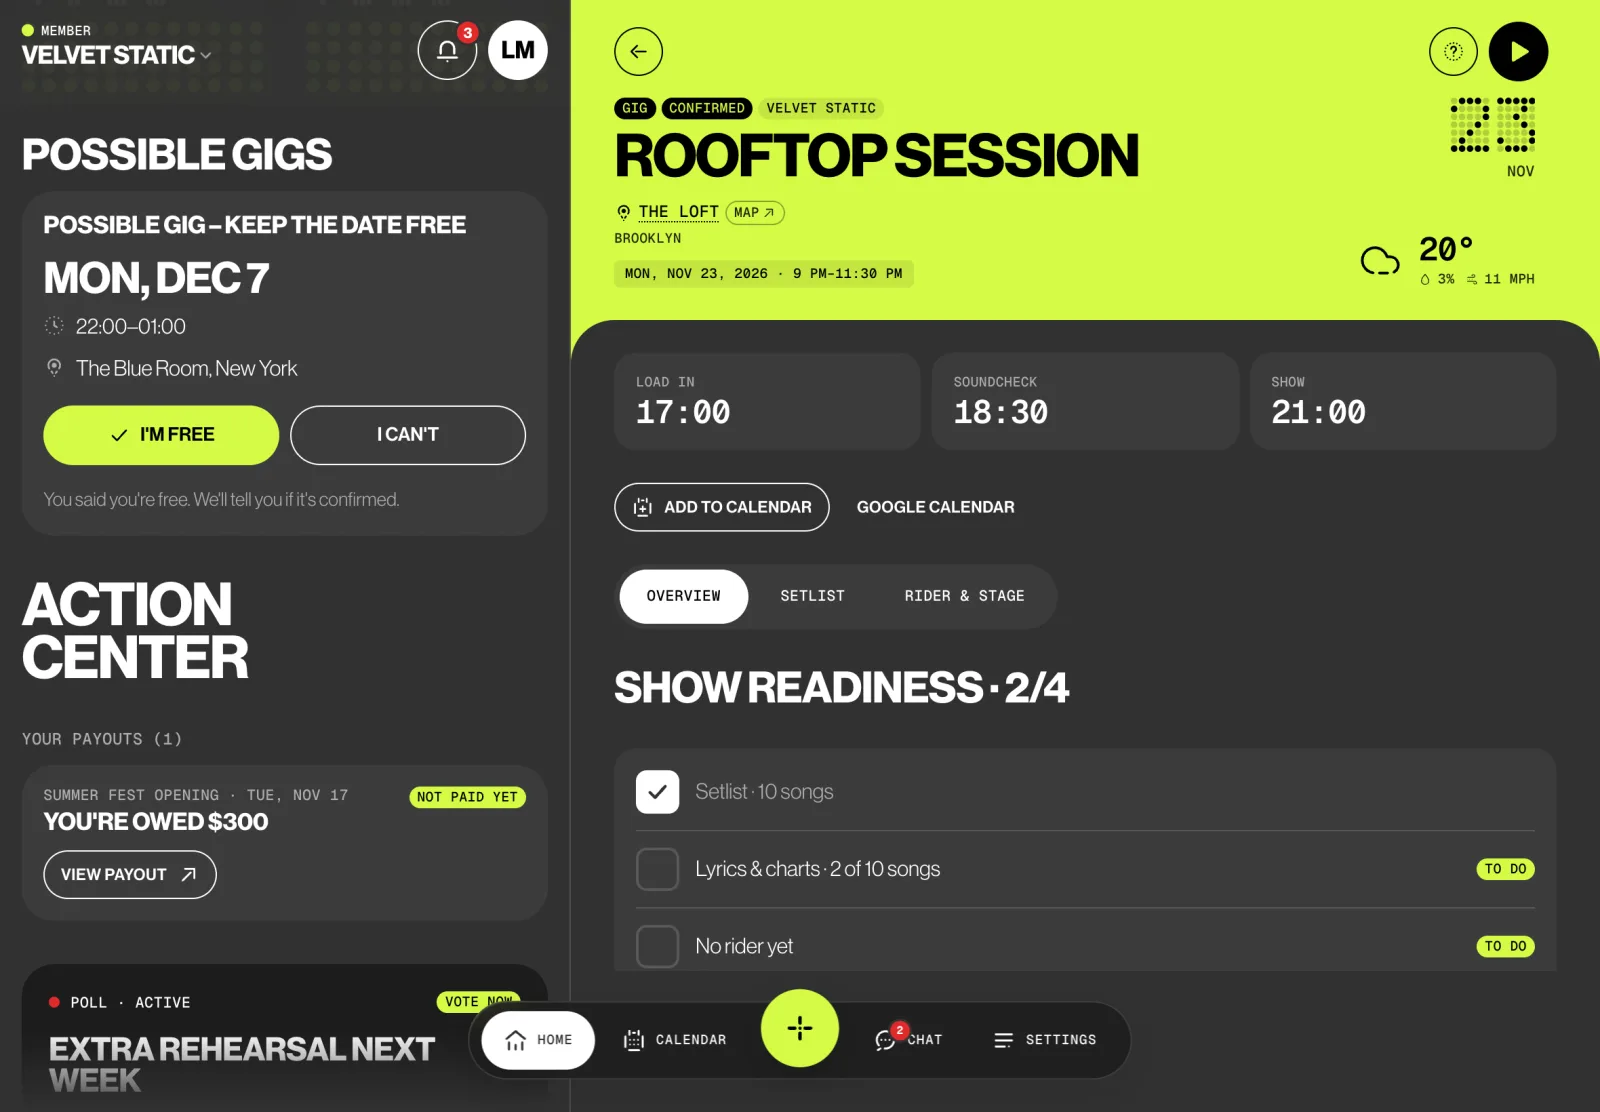 MEMBER
VELVET STATIC
3
LM
POSSIBLE GIGS
POSSIBLE GIG – KEEP THE DATE FREE
MON, DEC 7
22:00–01:00
The Blue Room, New York
I'M FREE
I CAN'T
You said you're free. We'll tell you if it's confirmed.
ACTION
CENTER
YOUR PAYOUTS (1)
SUMMER FEST OPENING · TUE, NOV 17
NOT PAID YET
YOU'RE OWED $300
VIEW PAYOUT
POLL · ACTIVE
VOTE NOW
EXTRA REHEARSAL NEXT
WEEK
?
GIG
CONFIRMED
VELVET STATIC
ROOFTOP SESSION
23
NOV
THE LOFT
MAP
BROOKLYN
MON, NOV 23, 2026 · 9 PM–11:30 PM
20°
3%
11 MPH
LOAD IN
17:00
SOUNDCHECK
18:30
SHOW
21:00
ADD TO CALENDAR
GOOGLE CALENDAR
OVERVIEW
SETLIST
RIDER & STAGE
SHOW READINESS · 2/4
Setlist · 10 songs
Lyrics & charts · 2 of 10 songs
TO DO
No rider yet
TO DO
HOME
CALENDAR
2
CHAT
SETTINGS